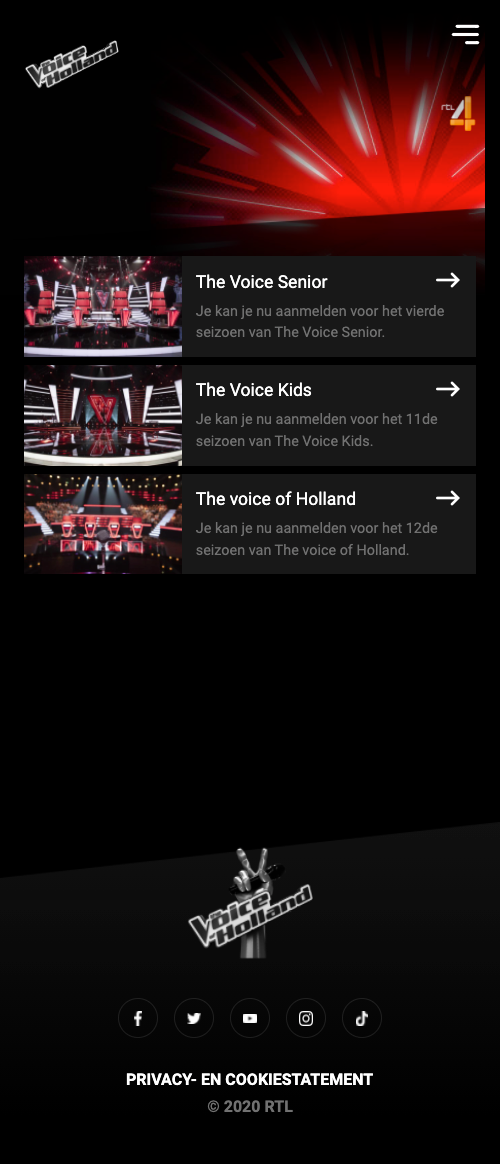 the
Voice
of Holland
rtl
4
The Voice Senior
Je kan je nu aanmelden voor het vierde
seizoen van The Voice Senior.
The Voice Kids
Je kan je nu aanmelden voor het 11de
seizoen van The Voice Kids.
The voice of Holland
Je kan je nu aanmelden voor het 12de
seizoen van The voice of Holland.
the
Voice
of Holland
PRIVACY- EN COOKIESTATEMENT
© 2020 RTL